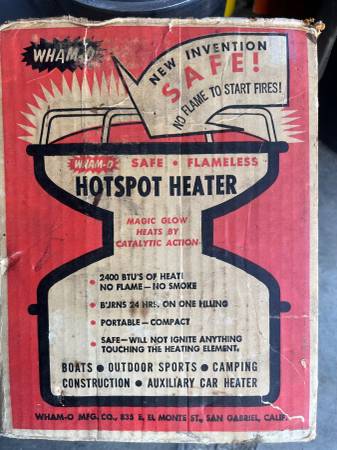 WHAM-O
NEW INVENTION
SAFE!
NO FLAME TO START FIRES!
WHAM-O SAFE • FLAMELESS
HOTSPOT HEATER
MAGIC GLOW
HEATS BY
CATALYTIC ACTION
• 2400 BTU'S OF HEAT!
NO FLAME—NO SMOKE
• BURNS 24 HRS. ON ONE FILLING
• PORTABLE—COMPACT
• SAFE—WILL NOT IGNITE ANYTHING
TOUCHING THE HEATING ELEMENT.
BOATS • OUTDOOR SPORTS • CAMPING
CONSTRUCTION • AUXILIARY CAR HEATER
WHAM-O MFG. CO., 835 E. EL MONTE ST., SAN GABRIEL, CALIF.